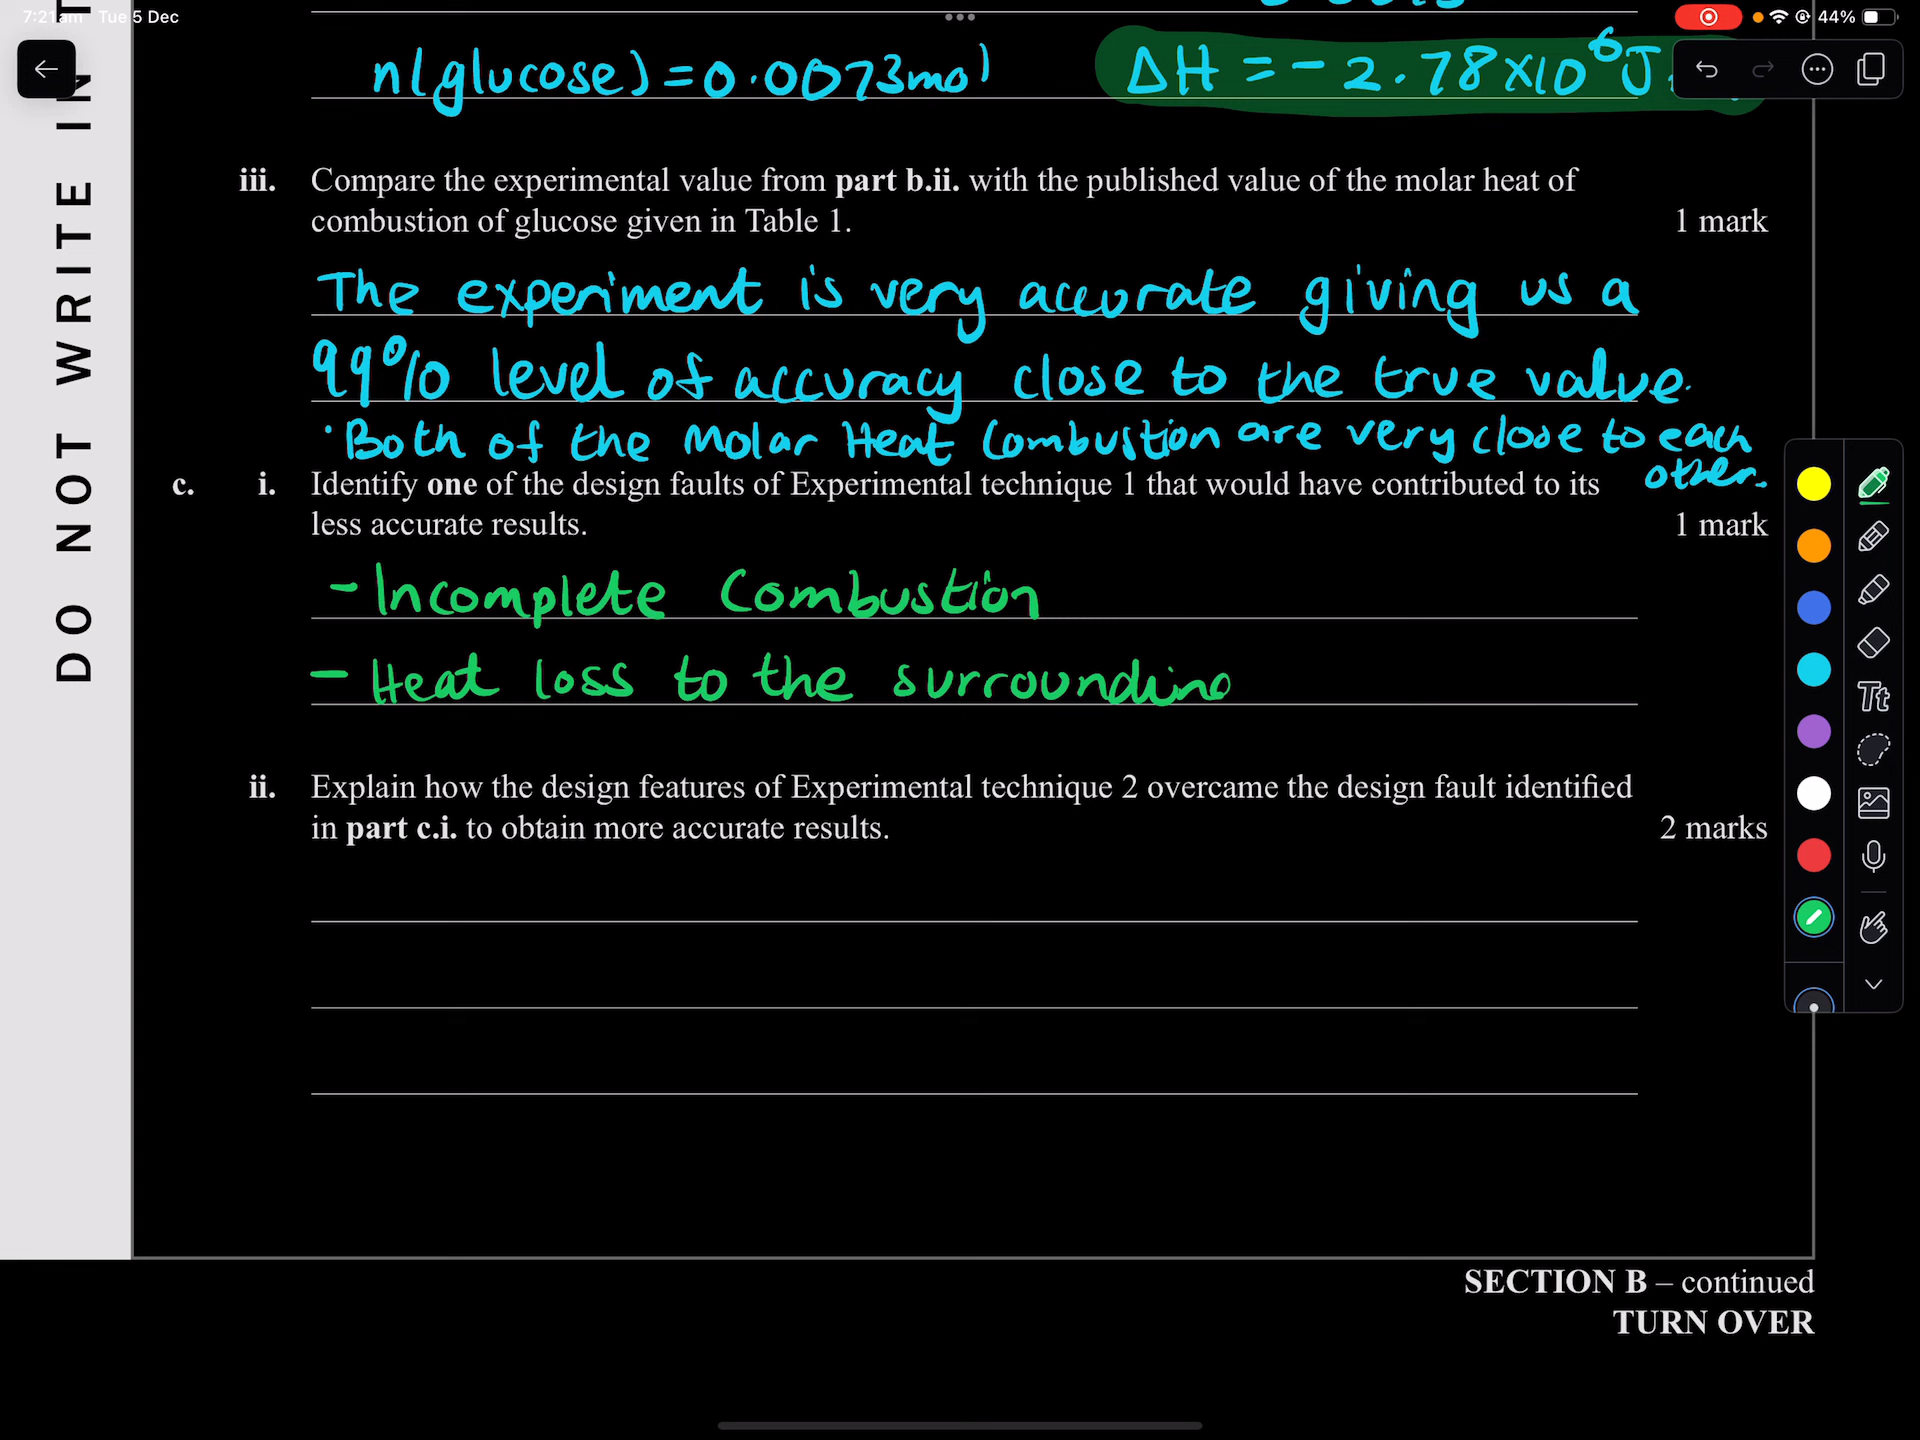 7:21am Tue 5 Dec
44%
DO NOT WRITE IN T
n(glucose) = 0.0073mol
ΔH = - 2.78×10⁶J
iii. Compare the experimental value from part b.ii. with the published value of the molar heat of
combustion of glucose given in Table 1. 1 mark
The experiment is very accurate giving us a
99% level of accuracy close to the true value.
· Both of the Molar Heat Combustion are very close to each
other.
c. i. Identify one of the design faults of Experimental technique 1 that would have contributed to its
less accurate results. 1 mark
- Incomplete Combustion
- Heat loss to the surrounding
ii. Explain how the design features of Experimental technique 2 overcame the design fault identified
in part c.i. to obtain more accurate results. 2 marks
Tt
SECTION B – continued
TURN OVER